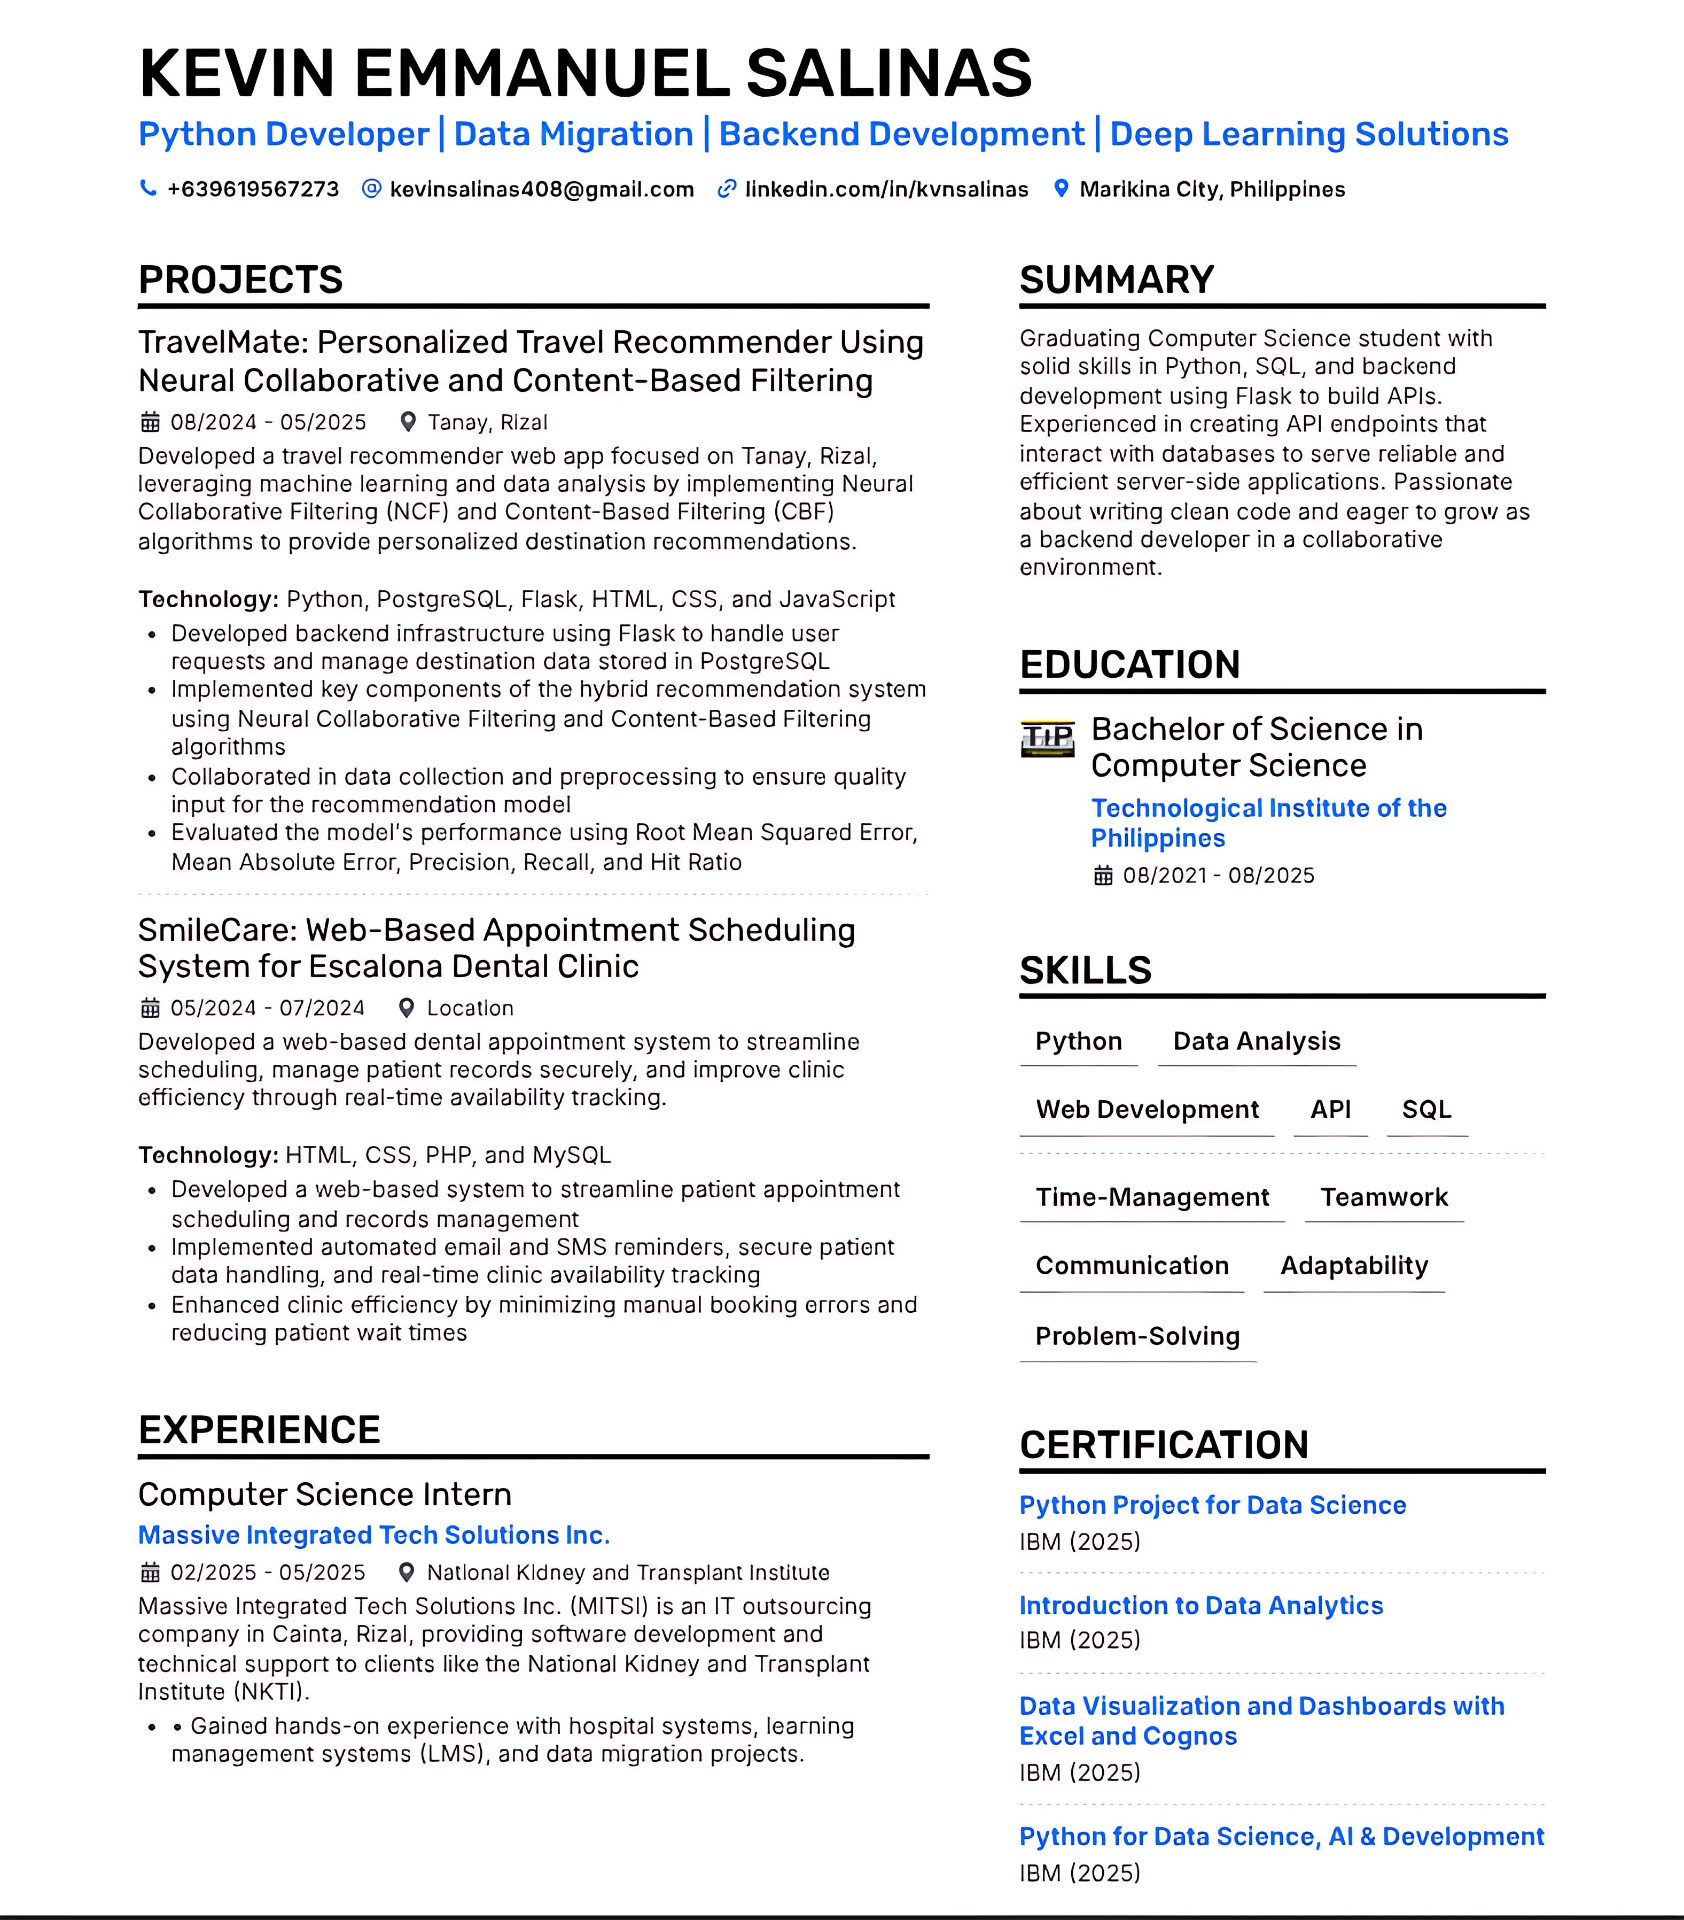 KEVIN EMMANUEL SALINAS
Python Developer | Data Migration | Backend Development | Deep Learning Solutions
+639619567273 kevinsalinas408@gmail.com linkedin.com/in/kvnsalinas Marikina City, Philippines
PROJECTS
TravelMate: Personalized Travel Recommender Using
Neural Collaborative and Content-Based Filtering
08/2024 - 05/2025 Tanay, Rizal
Developed a travel recommender web app focused on Tanay, Rizal,
leveraging machine learning and data analysis by implementing Neural
Collaborative Filtering (NCF) and Content-Based Filtering (CBF)
algorithms to provide personalized destination recommendations.
Technology: Python, PostgreSQL, Flask, HTML, CSS, and JavaScript
• Developed backend infrastructure using Flask to handle user
requests and manage destination data stored in PostgreSQL
• Implemented key components of the hybrid recommendation system
using Neural Collaborative Filtering and Content-Based Filtering
algorithms
• Collaborated in data collection and preprocessing to ensure quality
input for the recommendation model
• Evaluated the model's performance using Root Mean Squared Error,
Mean Absolute Error, Precision, Recall, and Hit Ratio
SmileCare: Web-Based Appointment Scheduling
System for Escalona Dental Clinic
05/2024 - 07/2024 Location
Developed a web-based dental appointment system to streamline
scheduling, manage patient records securely, and improve clinic
efficiency through real-time availability tracking.
Technology: HTML, CSS, PHP, and MySQL
• Developed a web-based system to streamline patient appointment
scheduling and records management
• Implemented automated email and SMS reminders, secure patient
data handling, and real-time clinic availability tracking
• Enhanced clinic efficiency by minimizing manual booking errors and
reducing patient wait times
EXPERIENCE
Computer Science Intern
Massive Integrated Tech Solutions Inc.
02/2025 - 05/2025 National Kidney and Transplant Institute
Massive Integrated Tech Solutions Inc. (MITSI) is an IT outsourcing
company in Cainta, Rizal, providing software development and
technical support to clients like the National Kidney and Transplant
Institute (NKTI).
• • Gained hands-on experience with hospital systems, learning
management systems (LMS), and data migration projects.
SUMMARY
Graduating Computer Science student with
solid skills in Python, SQL, and backend
development using Flask to build APIs.
Experienced in creating API endpoints that
interact with databases to serve reliable and
efficient server-side applications. Passionate
about writing clean code and eager to grow as
a backend developer in a collaborative
environment.
EDUCATION
TIP
Bachelor of Science in
Computer Science
Technological Institute of the
Philippines
08/2021 - 08/2025
SKILLS
Python Data Analysis
Web Development API SQL
Time-Management Teamwork
Communication Adaptability
Problem-Solving
CERTIFICATION
Python Project for Data Science
IBM (2025)
Introduction to Data Analytics
IBM (2025)
Data Visualization and Dashboards with
Excel and Cognos
IBM (2025)
Python for Data Science, AI & Development
IBM (2025)